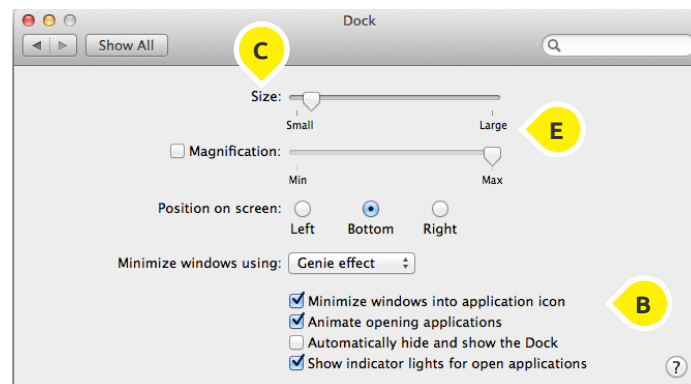 Dock
Show All
C
Size:
Small Large
E
Magnification:
Min Max
Position on screen:
Left Bottom Right
Minimize windows using: Genie effect
Minimize windows into application icon
B
Animate opening applications
Automatically hide and show the Dock
Show indicator lights for open applications
?